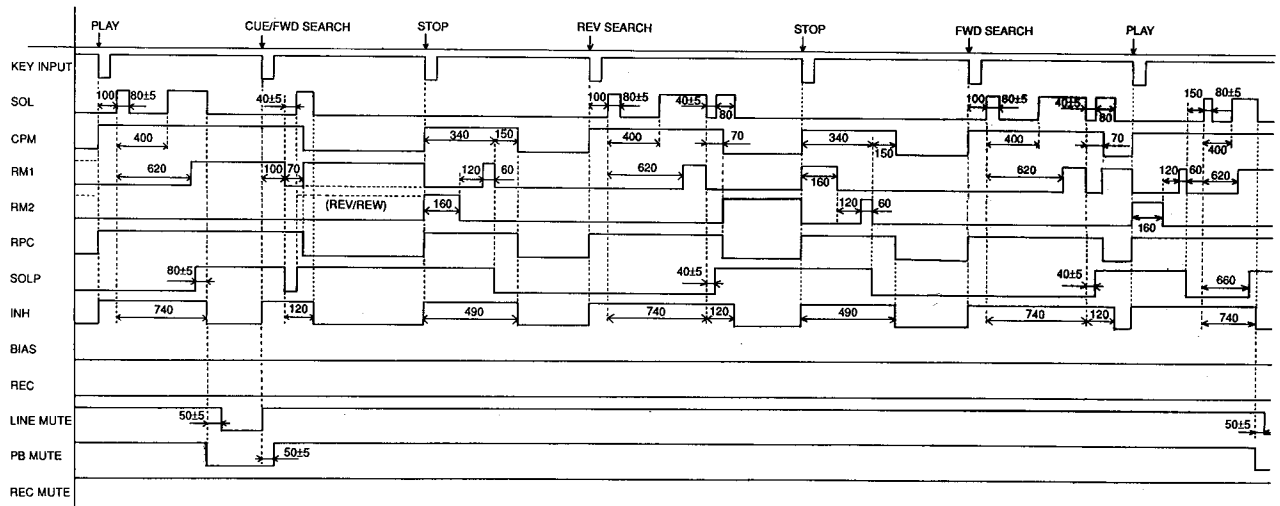 PLAY CUE/FWD SEARCH STOP REV SEARCH STOP FWD SEARCH PLAY
KEY INPUT
SOL 100 80±5 40±5 100 80±5 40±5 80 100 80±5 40±5 80 150 80±5
CPM 400 340 150 400 70 340 150 400 70 400
RM1 620 100 70 120 60 620 160 620 120 60 620
RM2 (REV/REW) 160 120 60 160
RPC
SOLP 80±5 40±5 40±5 660
INH 740 120 490 740 120 490 740 120 740
BIAS
REC
LINE MUTE 50±5 50±5
PB MUTE 50±5
REC MUTE